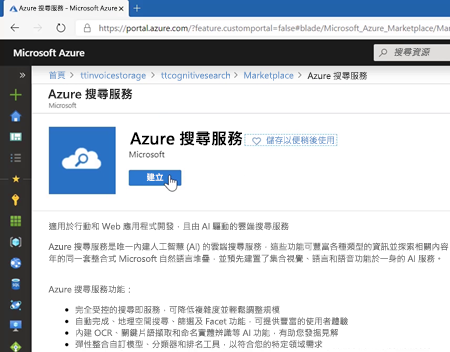 Azure 搜尋服務 - Microsoft Azure
https://portal.azure.com/?feature.customportal=false#blade/Microsoft_Azure_Marketplace/Mar
Microsoft Azure
搜尋資源
首頁 > ttinvoicestorage > ttcognitivesearch > Marketplace > Azure 搜尋服務
Azure 搜尋服務
Microsoft
Azure 搜尋服務
儲存以便稍後使用
Microsoft
建立
適用於行動和 Web 應用程式開發，且由 AI 驅動的雲端搜尋服務
Azure 搜尋服務是唯一內建人工智慧 (AI) 的雲端搜尋服務，這些功能可豐富各種類型的資訊並探索相關內容
年的同一套整合式 Microsoft 自然語言堆疊，並預先建置了集合視覺、語言和語音功能於一身的 AI 服務。
Azure 搜尋服務功能：
• 完全受控的搜尋即服務，可降低複雜度並輕鬆調整規模
• 自動完成、地理空間搜尋、篩選及 Facet 功能，可提供豐富的使用者體驗
• 內建 OCR、關鍵片語擷取和命名實體辨識等 AI 功能，有助您發掘見解
• 彈性整合自訂模型、分類器和排名工具，以符合您的特定領域需求